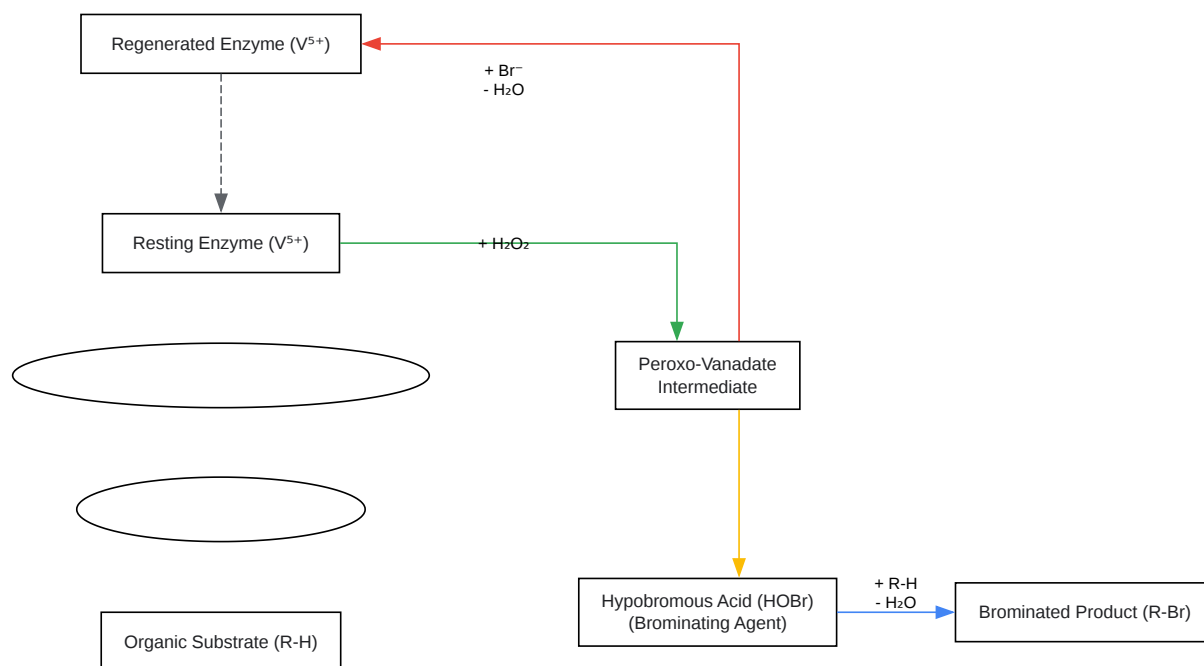 Regenerated Enzyme (V⁵⁺)
+ Br⁻
- H₂O
Resting Enzyme (V⁵⁺)
+ H₂O₂
Peroxo-Vanadate
Intermediate
Hypobromous Acid (HOBr)
(Brominating Agent)
+ R-H
- H₂O
Brominated Product (R-Br)
Organic Substrate (R-H)